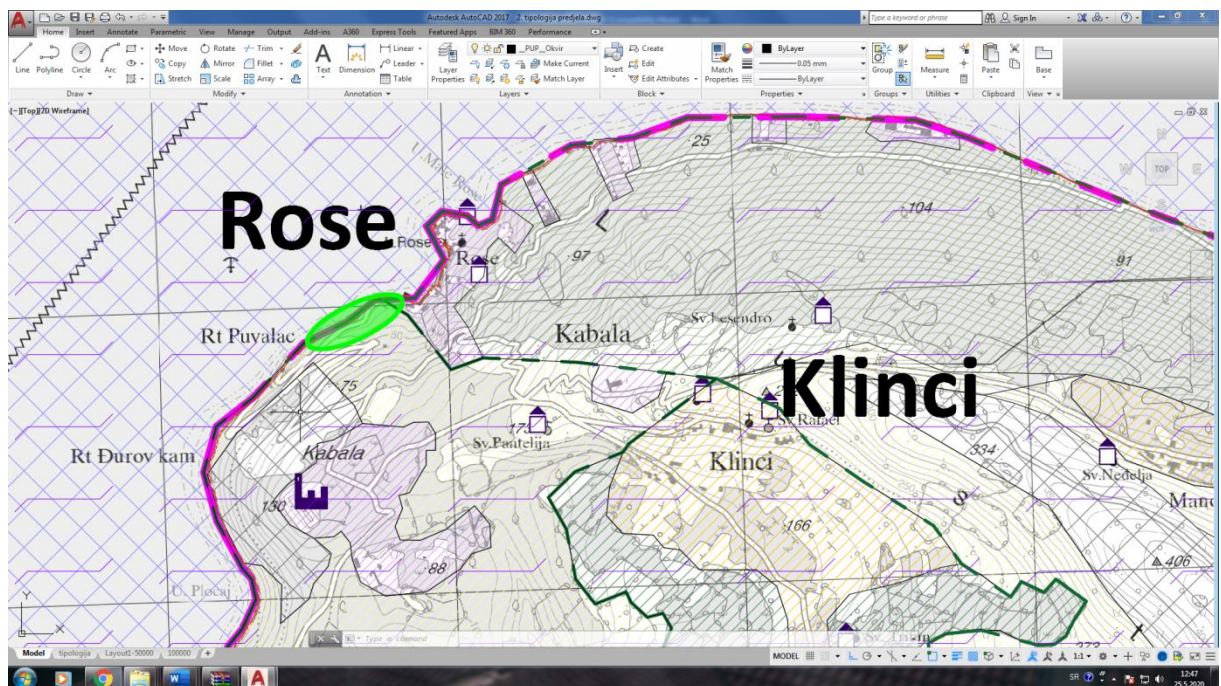 Autodesk AutoCAD 2017 2. tipologija predjela.dwg
Type a keyword or phrase
Sign In
Home Insert Annotate Parametric View Manage Output Add-ins A360 Express Tools Featured Apps BIM 360 Performance
Line Polyline Circle Arc
Move Rotate Trim
Copy Mirror Fillet
Stretch Scale Array
Text Dimension
Linear
Leader
Table
Layer Properties
__PUP__Okvir
Make Current
Match Layer
Insert
Create
Edit
Edit Attributes
Match Properties
ByLayer
0.05 mm
ByLayer
Group
Measure
Paste
Base
Draw Modify Annotation Layers Block Properties Groups Utilities Clipboard View
[-][Top][2D Wireframe]
TOP
25
Rose
104
Rose
97
91
Rt Puvalac
Kabala
Sv.Lesendro
Klinci
75
Sv.Rafael
Sv.Pantelija
Rt Đurov kam
Kabala
Klinci
334
Sv.Nedelja
E
130
166
88
406
U. Pločaj
Y
X
Type a command
Model tipologija Layout1-50000 100000 +
MODEL
1:1
SR
12:47
25.5.2020